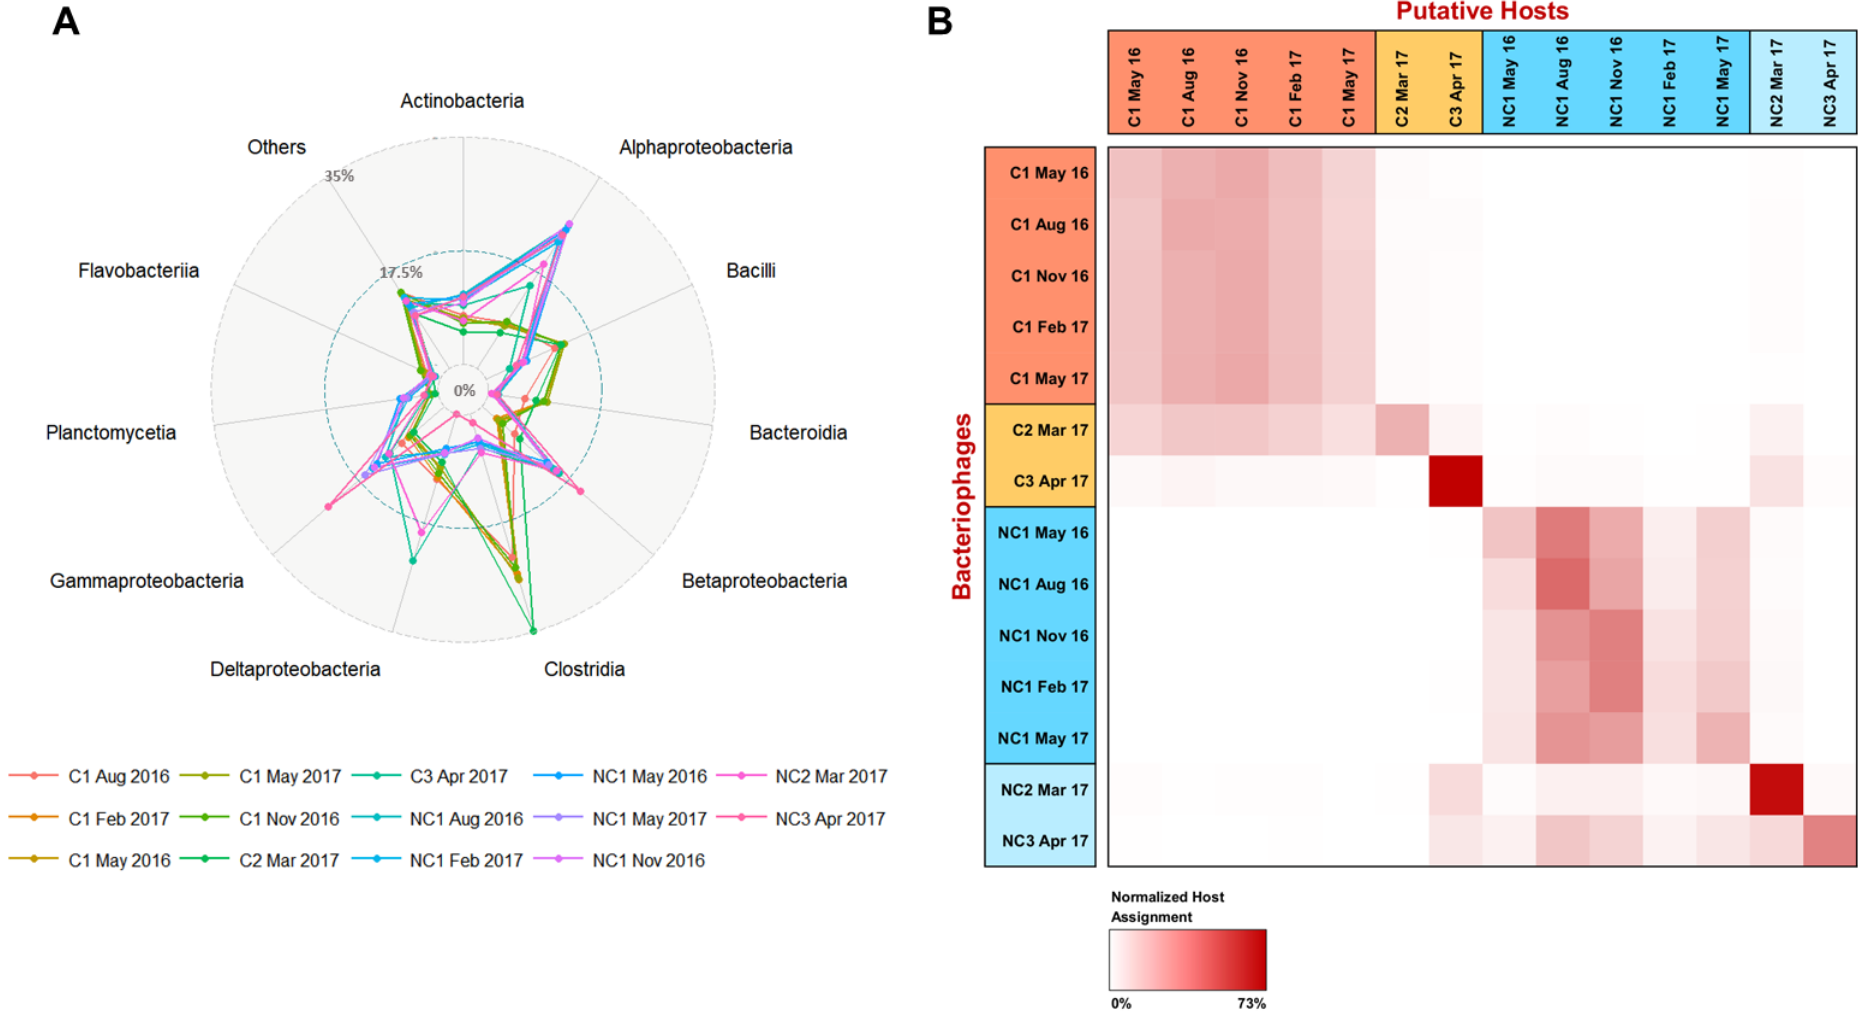 A
Actinobacteria
Others
Alphaproteobacteria
35%
Flavobacteriia
17.5%
Bacilli
0%
Planctomycetia
Bacteroidia
Gammaproteobacteria
Betaproteobacteria
Deltaproteobacteria
Clostridia
C1 Aug 2016
C1 May 2017
C3 Apr 2017
NC1 May 2016
NC2 Mar 2017
C1 Feb 2017
C1 Nov 2016
NC1 Aug 2016
NC1 May 2017
NC3 Apr 2017
C1 May 2016
C2 Mar 2017
NC1 Feb 2017
NC1 Nov 2016
B
Putative Hosts
C1 May 16
C1 Aug 16
C1 Nov 16
C1 Feb 17
C1 May 17
C2 Mar 17
C3 Apr 17
NC1 May 16
NC1 Aug 16
NC1 Nov 16
NC1 Feb 17
NC1 May 17
NC2 Mar 17
NC3 Apr 17
Bacteriophages
C1 May 16
C1 Aug 16
C1 Nov 16
C1 Feb 17
C1 May 17
C2 Mar 17
C3 Apr 17
NC1 May 16
NC1 Aug 16
NC1 Nov 16
NC1 Feb 17
NC1 May 17
NC2 Mar 17
NC3 Apr 17
Normalized Host
Assignment
0%
73%